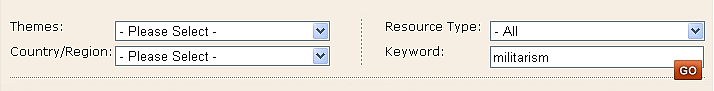 Themes: - Please Select - Resource Type: - All
Country/Region: - Please Select - Keyword: militarism
GO